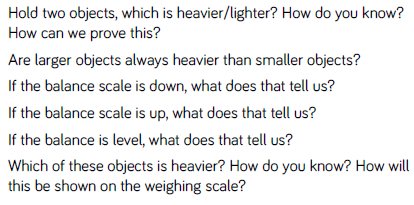 Hold two objects, which is heavier/lighter? How do you know?
How can we prove this?
Are larger objects always heavier than smaller objects?
If the balance scale is down, what does that tell us?
If the balance scale is up, what does that tell us?
If the balance is level, what does that tell us?
Which of these objects is heavier? How do you know? How will
this be shown on the weighing scale?